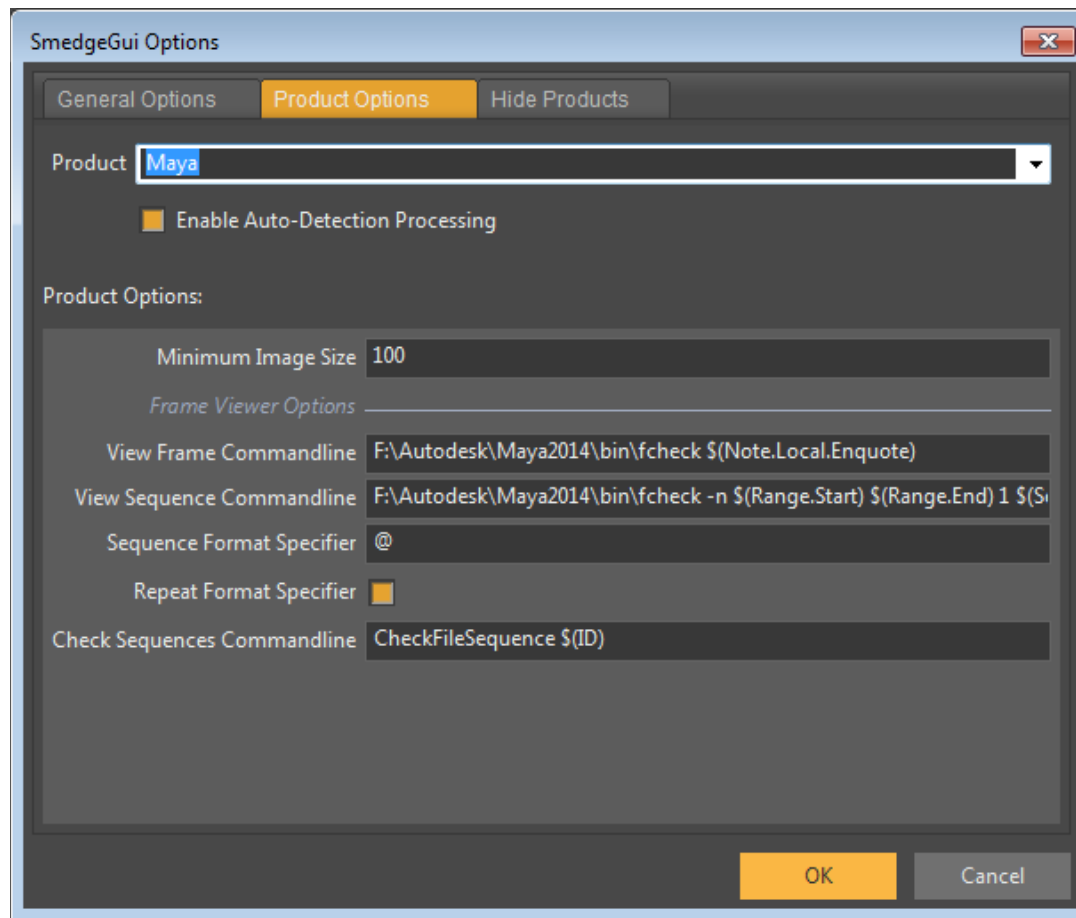 SmedgeGui Options
General Options Product Options Hide Products
Product Maya
Enable Auto-Detection Processing
Product Options:
Minimum Image Size 100
Frame Viewer Options
View Frame Commandline F:\Autodesk\Maya2014\bin\fcheck $(Note.Local.Enquote)
View Sequence Commandline F:\Autodesk\Maya2014\bin\fcheck -n $(Range.Start) $(Range.End) 1
Sequence Format Specifier @
Repeat Format Specifier
Check Sequences Commandline CheckFileSequence $(ID)
OK Cancel